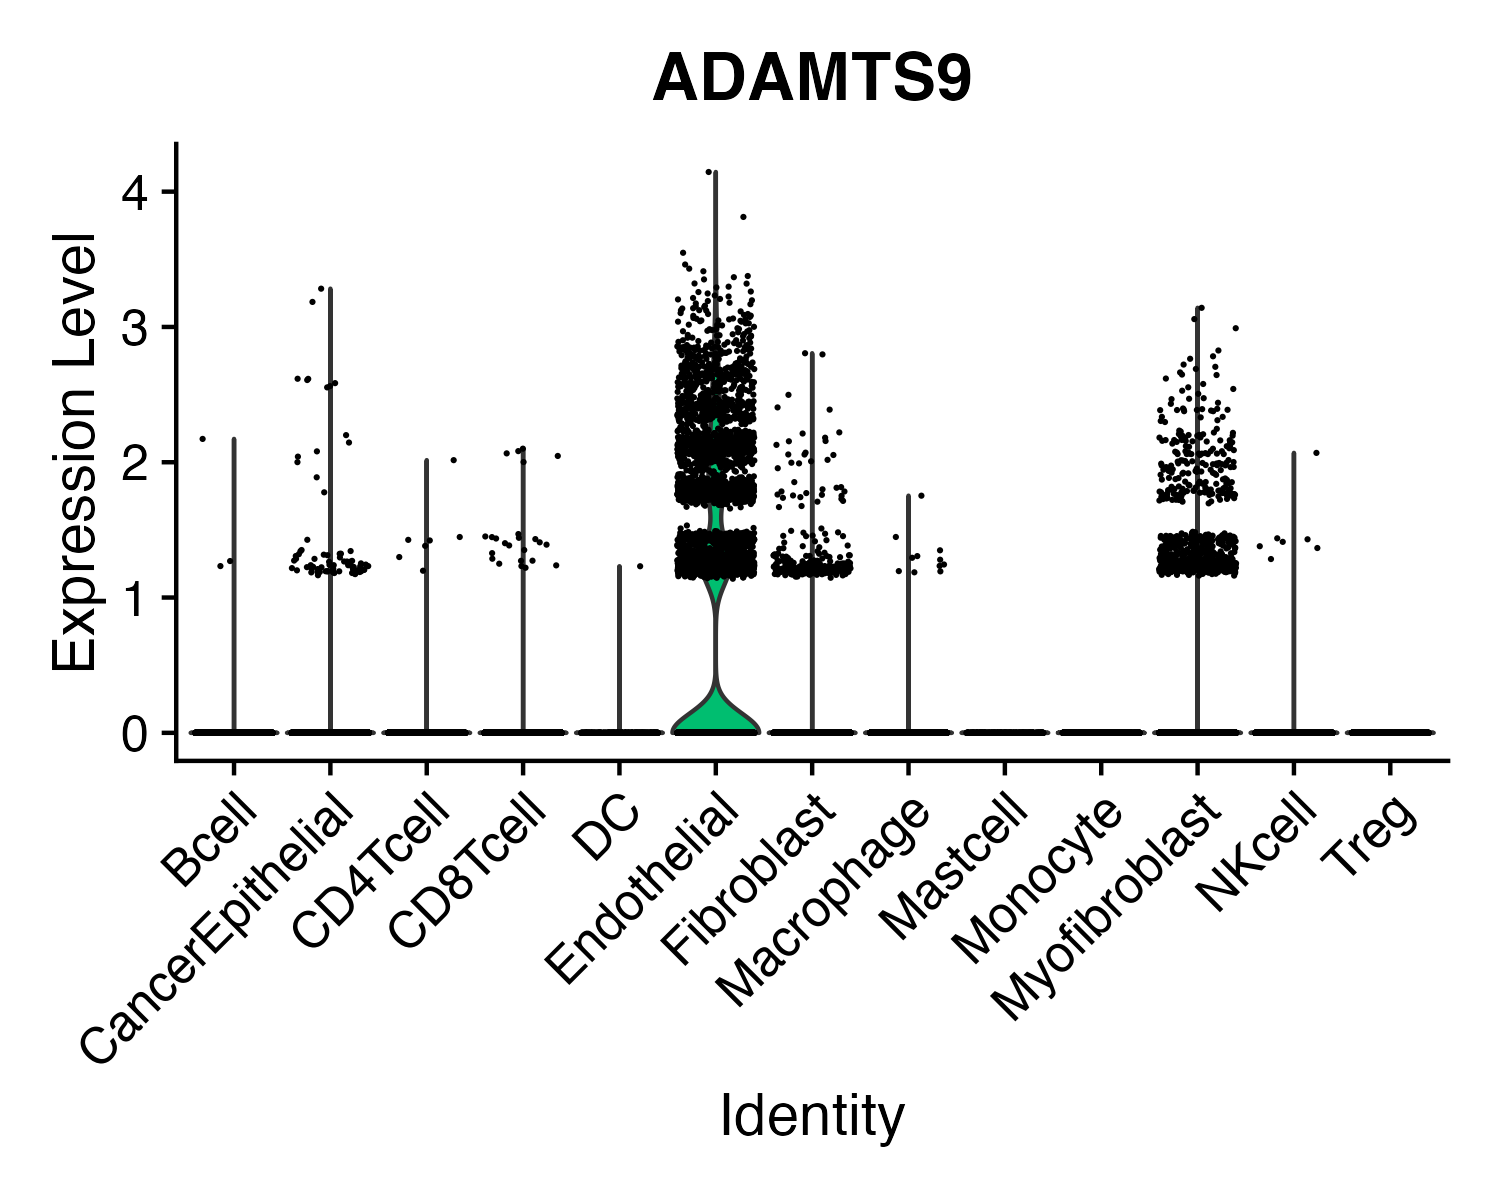 ADAMTS9
Expression Level
4
3
2
1
0
Bcell
CancerEpithelial
CD4Tcell
CD8Tcell
DC
Endothelial
Fibroblast
Macrophage
Mastcell
Monocyte
Myofibroblast
NKcell
Treg
Identity